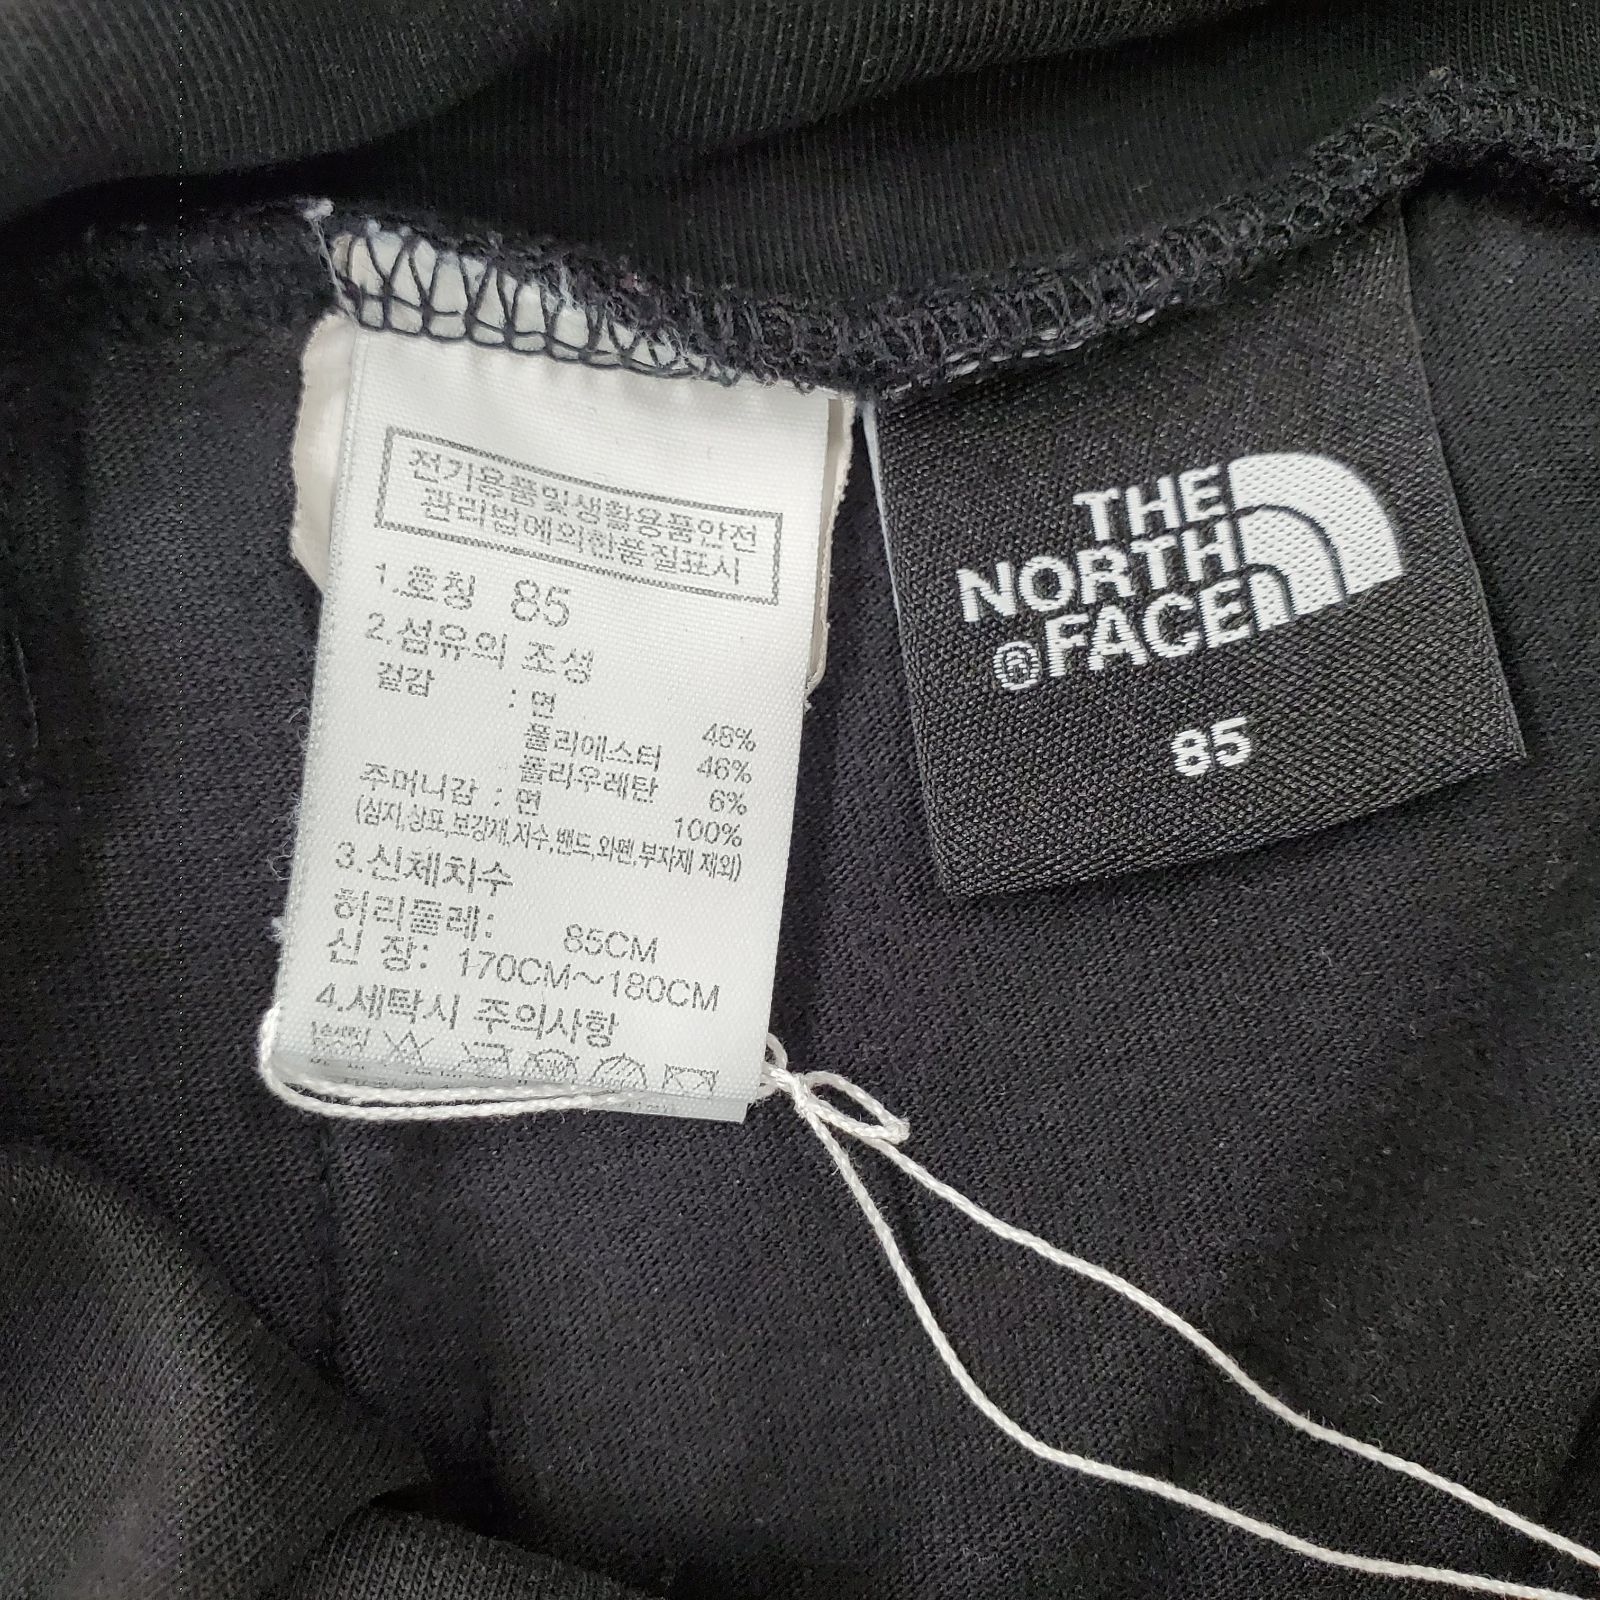 전기용품및생활용품안전
관리법에의한품질표시
1.호칭 85
2.섬유의 조성
겉감 : 면 48%
폴리에스터 46%
폴리우레탄 6%
주머니감 : 면 100%
(심지,상표,보강재,자수,밴드,와펜,부자재 제외)
3.신체치수
허리둘레: 85CM
신 장: 170CM~180CM
4.세탁시 주의사항
THE
NORTH
FACE
85